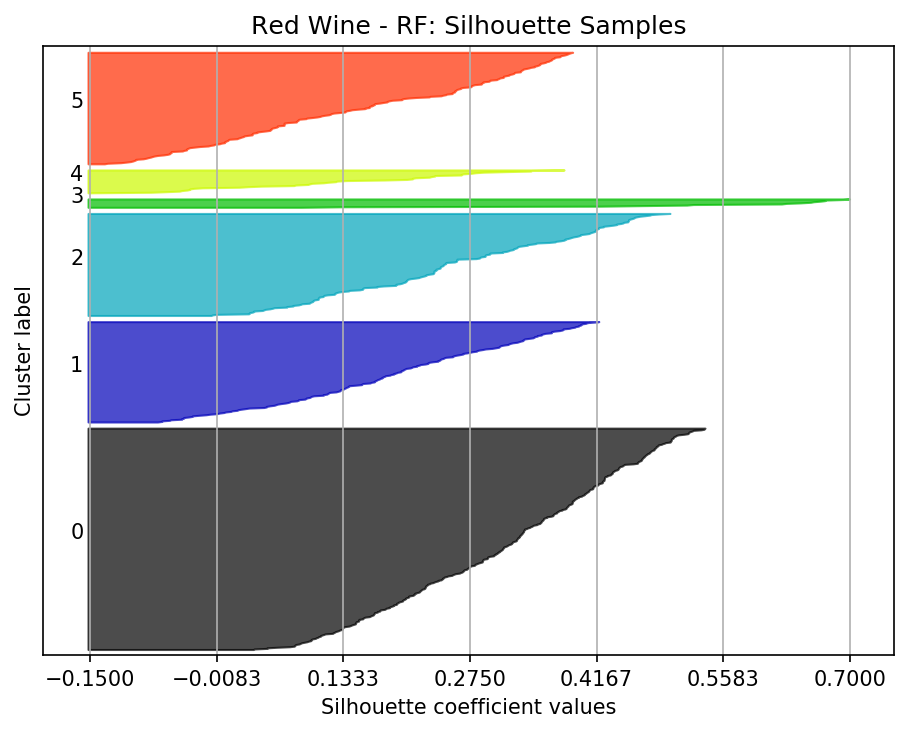 Red Wine - RF: Silhouette Samples
5
4
3
2
1
0
Cluster label
−0.1500 −0.0083 0.1333 0.2750 0.4167 0.5583 0.7000
Silhouette coefficient values